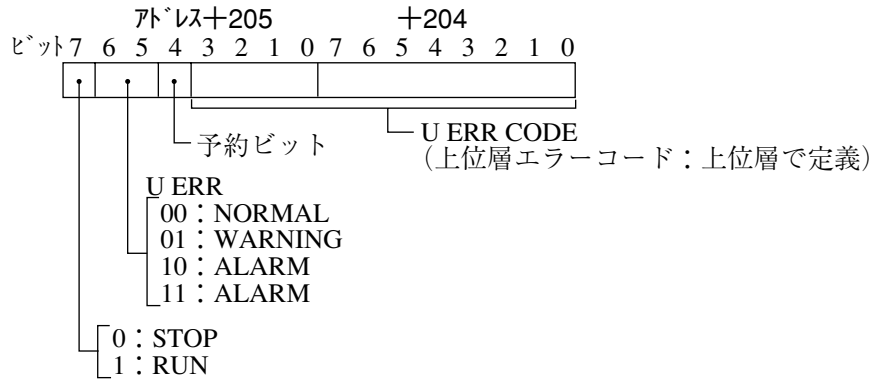 ｱﾄﾞﾚｽ＋205 ＋204
ﾋﾞｯﾄ 7 6 5 4 3 2 1 0 7 6 5 4 3 2 1 0
予約ビット
U ERR CODE
（上位層エラーコード：上位層で定義）
U ERR
00：NORMAL
01：WARNING
10：ALARM
11：ALARM
0：STOP
1：RUN